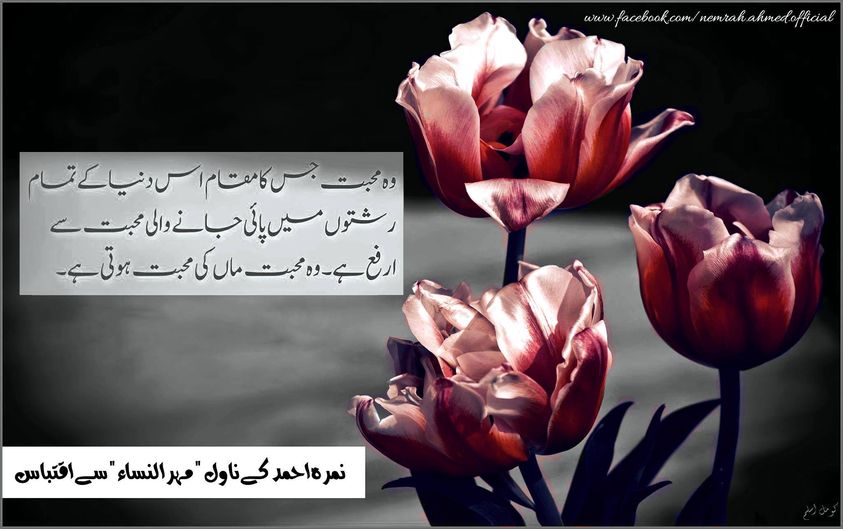 www.facebook.com/nemrah.ahmed.official
وہ محبت جس کا مقام اس دنیا کے تمام
رشتوں میں پائی جانے والی محبت سے
ارفع ہے۔ وہ محبت ماں کی محبت ہوتی ہے۔
نمرہ احمد کے ناول "مہر النساء" سے اقتباس
کومل اسلم